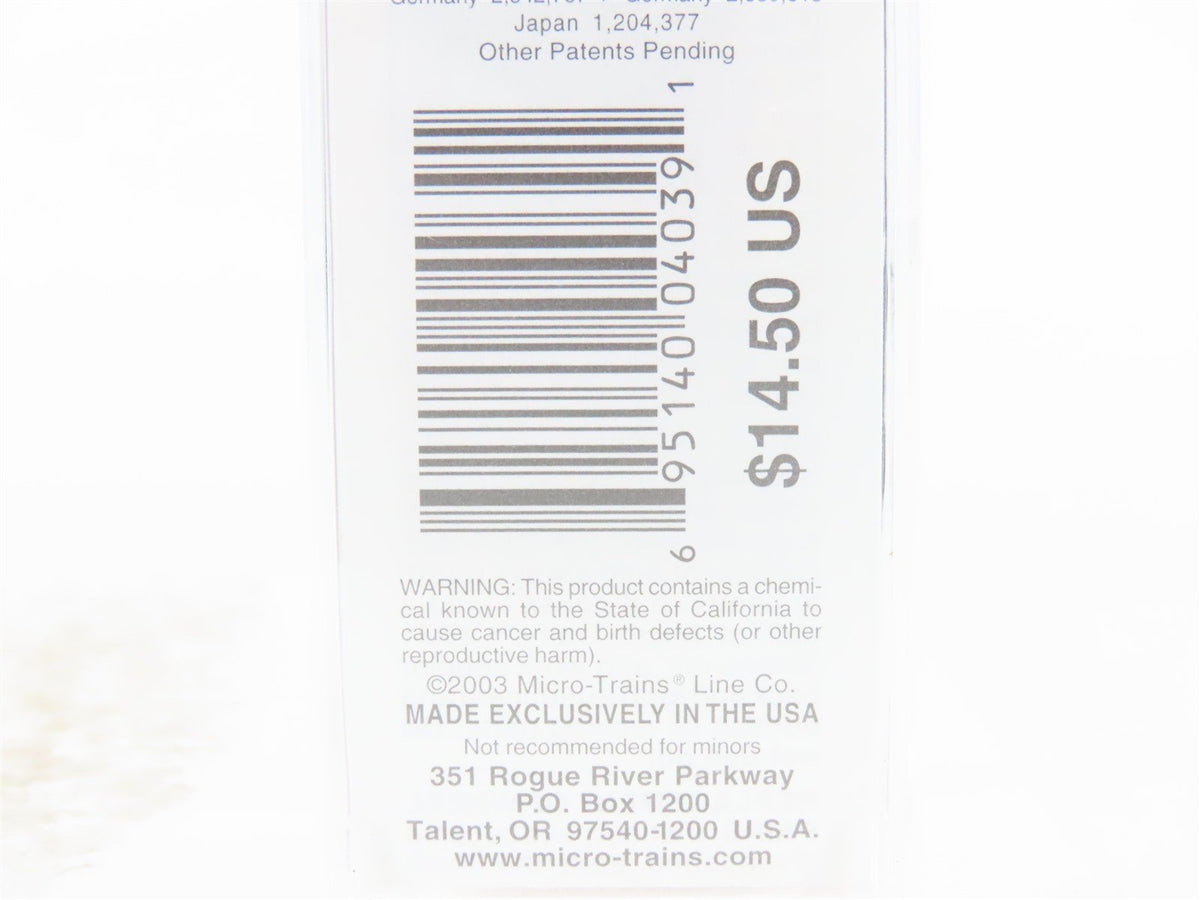 Germany
Japan 1,204,377
Other Patents Pending
6 95140 04039 1
$14.50 US
WARNING: This product contains a chemi-
cal known to the State of California to
cause cancer and birth defects (or other
reproductive harm).
©2003 Micro-Trains® Line Co.
MADE EXCLUSIVELY IN THE USA
Not recommended for minors
351 Rogue River Parkway
P.O. Box 1200
Talent, OR 97540-1200 U.S.A.
www.micro-trains.com